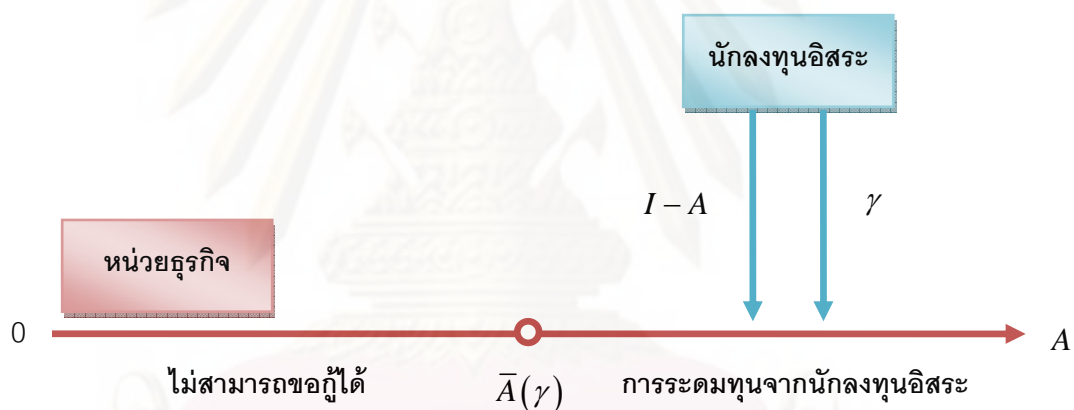 นักลงทุนอิสระ
I − A
γ
หน่วยธุรกิจ
0
A
ไม่สามารถขอกู้ได้
A̅(γ)
การระดมทุนจากนักลงทุนอิสระ